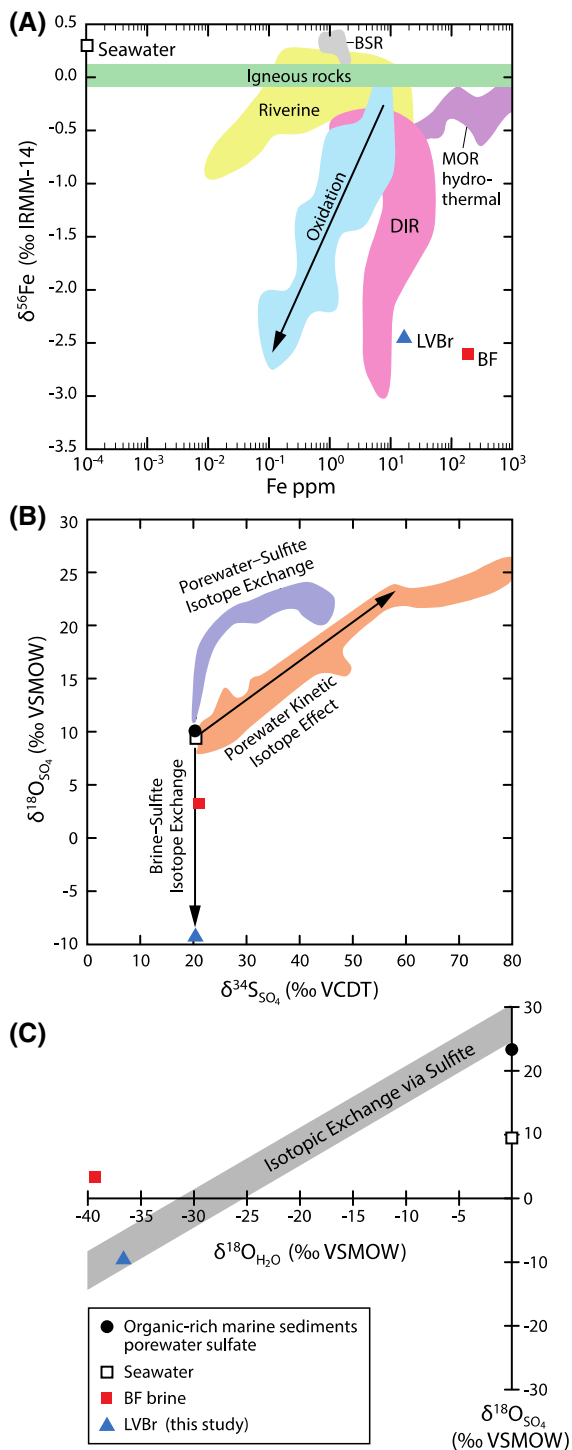 (A)
0.5
0.0
-0.5
-1.0
-1.5
-2.0
-2.5
-3.0
-3.5
δ⁵⁶Fe (‰ IRMM-14)
Seawater
BSR
Igneous rocks
Riverine
MOR
hydro-
thermal
Oxidation
DIR
LVBr
BF
10⁻⁴
10⁻³
10⁻²
10⁻¹
10⁰
10¹
10²
10³
Fe ppm
(B)
30
25
20
15
10
5
0
-5
-10
δ¹⁸O_SO₄ (‰ VSMOW)
Porewater–Sulfite
Isotope Exchange
Porewater Kinetic
Isotope Effect
Brine–Sulfite
Isotope Exchange
0
10
20
30
40
50
60
70
80
δ³⁴S_SO₄ (‰ VCDT)
(C)
30
20
10
0
-10
-20
-30
Isotopic Exchange via Sulfite
-40
-35
-30
-25
-20
-15
-10
-5
δ¹⁸O_H₂O (‰ VSMOW)
Organic-rich marine sediments
porewater sulfate
Seawater
BF brine
LVBr (this study)
δ¹⁸O_SO₄
(‰ VSMOW)